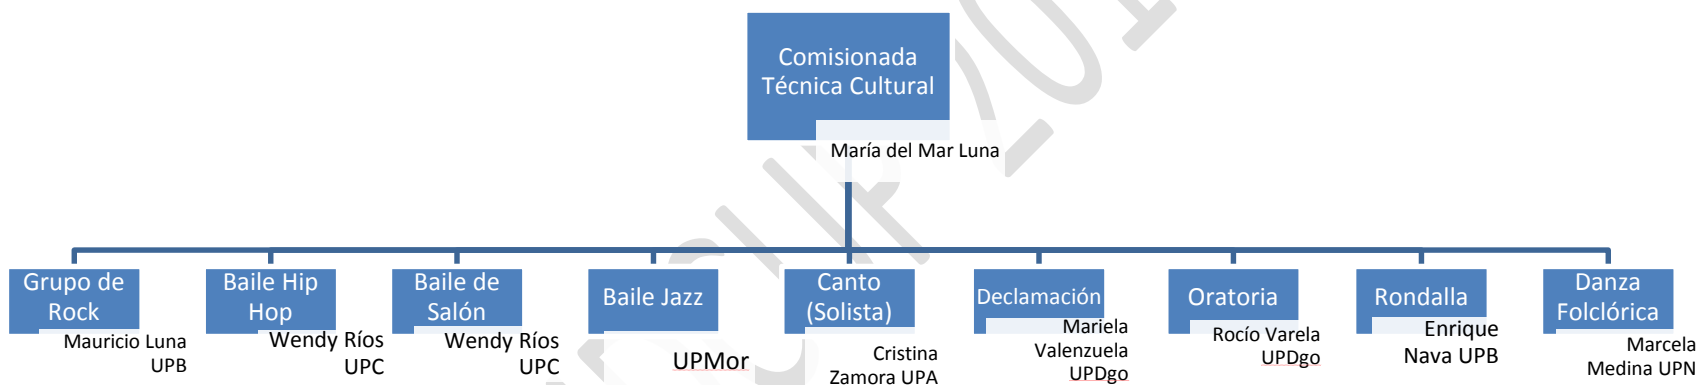 Comisionada
Técnica Cultural
María del Mar Luna
Grupo de
Rock
Mauricio Luna
UPB
Baile Hip
Hop
Wendy Ríos
UPC
Baile de
Salón
Wendy Ríos
UPC
Baile Jazz
UPMor
Canto
(Solista)
Cristina
Zamora UPA
Declamación
Mariela
Valenzuela
UPDgo
Oratoria
Rocío Varela
UPDgo
Rondalla
Enrique
Nava UPB
Danza
Folclórica
Marcela
Medina UPN